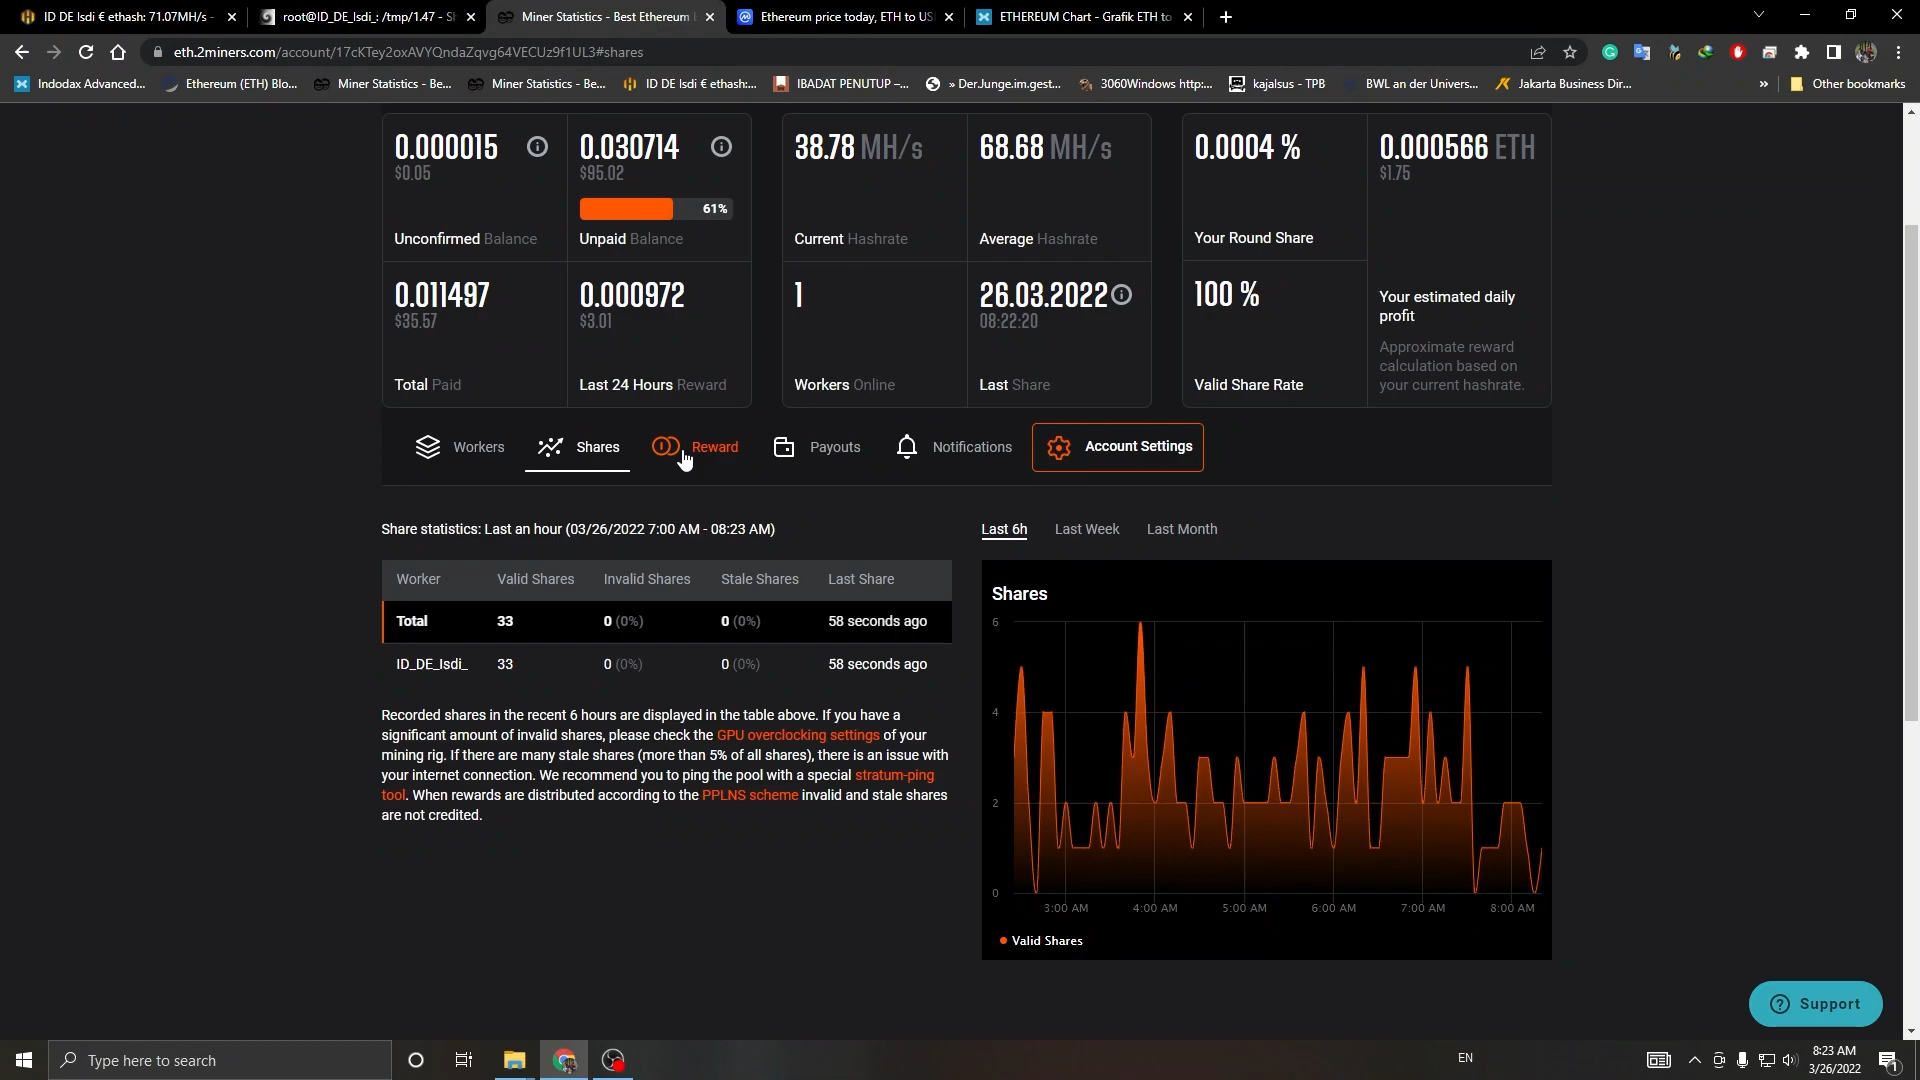 ID DE Isdi € ethash: 71.07MH/s -
root@ID_DE_Isdi_: /tmp/1.47 - Sh
Miner Statistics - Best Ethereum
Ethereum price today, ETH to US
ETHEREUM Chart - Grafik ETH to
eth.2miners.com/account/17cKTey2oxAVYQndaZqvg64VECUz9f1UL3#shares
Indodax Advanced...
Ethereum (ETH) Blo...
Miner Statistics - Be...
Miner Statistics - Be...
ID DE Isdi € ethash:...
IBADAT PENUTUP –...
» DerJunge.im.gest...
3060Windows http:...
kajalsus - TPB
BWL an der Univers...
Jakarta Business Dir...
»
Other bookmarks
0.000015
$0.05
Unconfirmed Balance
0.030714
$95.02
61%
Unpaid Balance
38.78 MH/s
Current Hashrate
68.68 MH/s
Average Hashrate
0.0004 %
Your Round Share
0.000566 ETH
$1.75
0.011497
$35.57
Total Paid
0.000972
$3.01
Last 24 Hours Reward
1
Workers Online
26.03.2022
08:22:20
Last Share
100 %
Valid Share Rate
Your estimated daily
profit
Approximate reward
calculation based on
your current hashrate.
Workers
Shares
Reward
Payouts
Notifications
Account Settings
Share statistics: Last an hour (03/26/2022 7:00 AM - 08:23 AM)
Worker Valid Shares Invalid Shares Stale Shares Last Share
Total 33 0 (0%) 0 (0%) 58 seconds ago
ID_DE_Isdi_ 33 0 (0%) 0 (0%) 58 seconds ago
Recorded shares in the recent 6 hours are displayed in the table above. If you have a
significant amount of invalid shares, please check the GPU overclocking settings of your
mining rig. If there are many stale shares (more than 5% of all shares), there is an issue with
your internet connection. We recommend you to ping the pool with a special stratum-ping
tool. When rewards are distributed according to the PPLNS scheme invalid and stale shares
are not credited.
Last 6h Last Week Last Month
Shares
6
4
2
0
3:00 AM 4:00 AM 5:00 AM 6:00 AM 7:00 AM 8:00 AM
Valid Shares
Support
Type here to search
EN
8:23 AM
3/26/2022
1